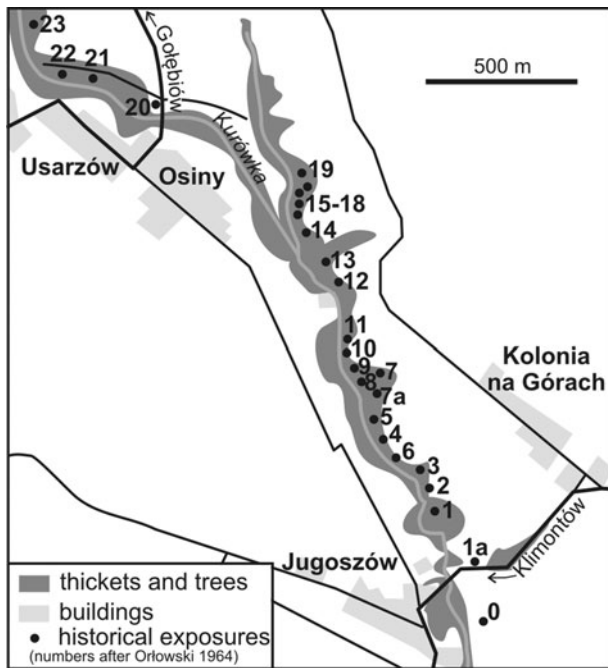 23
←Gołębiów
22
21
500 m
20
Kurówka
Usarzów
Osiny
19
15-18
14
13
12
11
10
9
7
8
7a
Kolonia
na Górach
5
4
6
3
2
1
1a
←Klimontów
Jugoszów
0
thickets and trees
buildings
historical exposures
(numbers after Orłowski 1964)